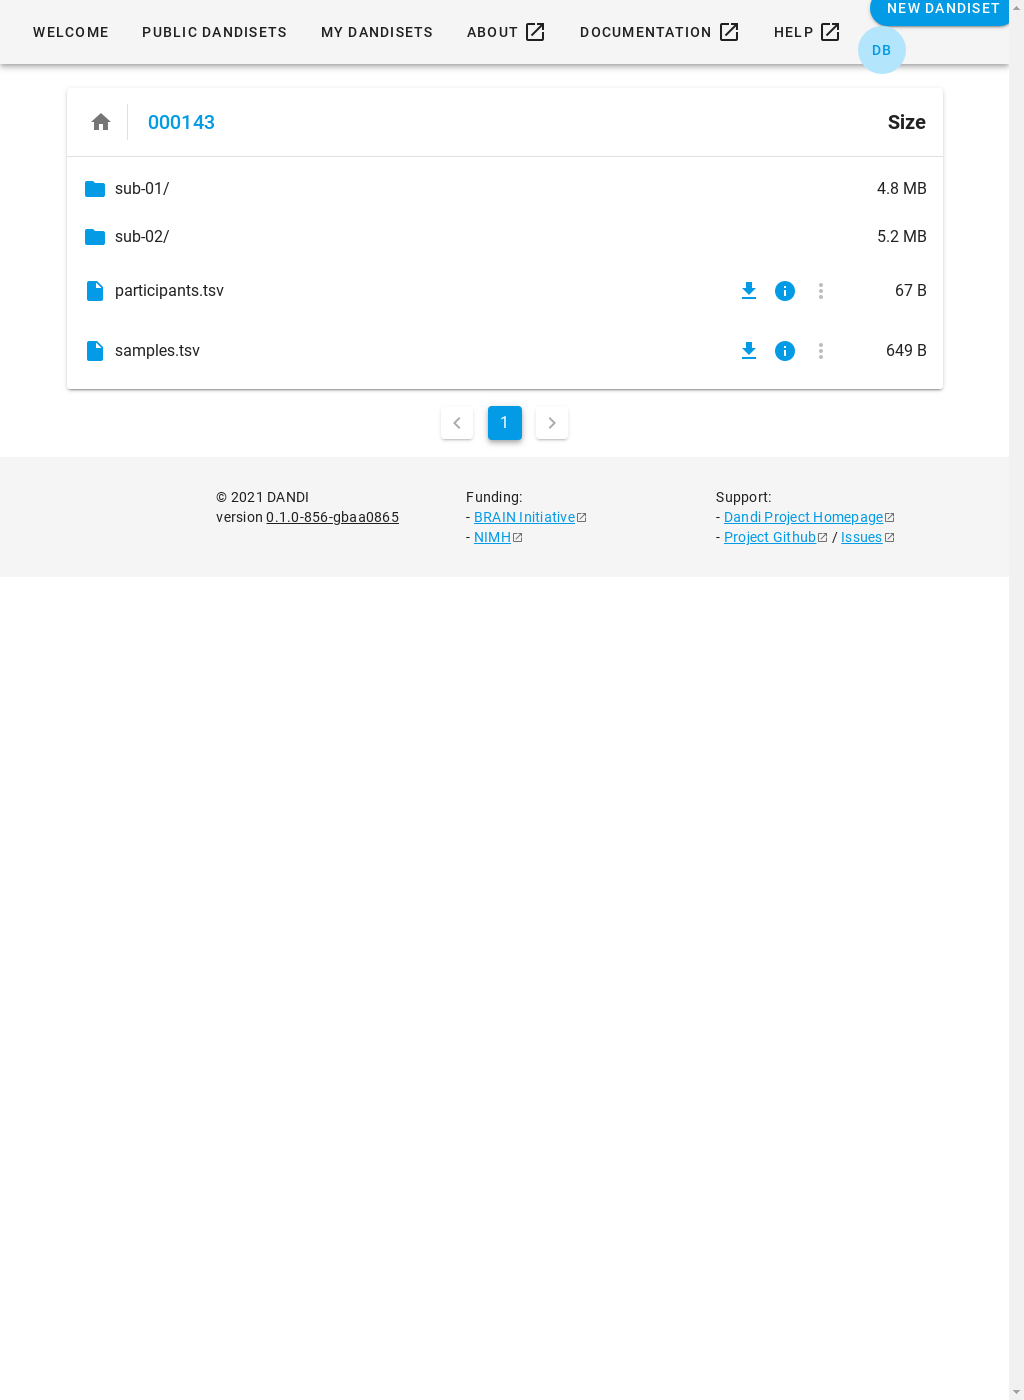 WELCOME PUBLIC DANDISETS MY DANDISETS ABOUT DOCUMENTATION HELP NEW DANDISET
DB
000143 Size
sub-01/ 4.8 MB
sub-02/ 5.2 MB
participants.tsv 67 B
samples.tsv 649 B
1
© 2021 DANDI
version 0.1.0-856-gbaa0865
Funding:
- BRAIN Initiative
- NIMH
Support:
- Dandi Project Homepage
- Project Github / Issues